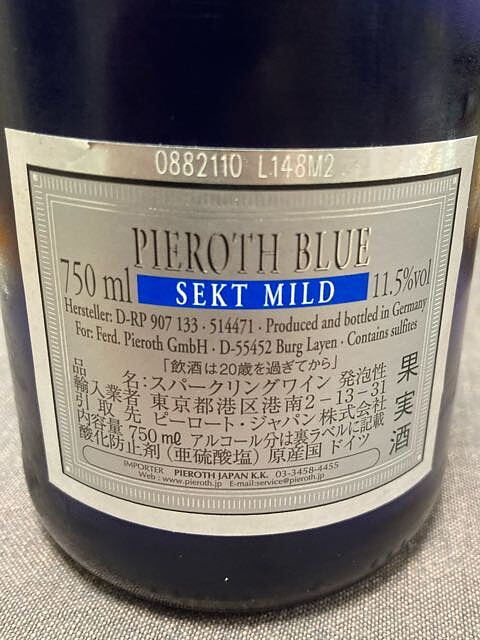 0882110 L148M2
PIEROTH BLUE
750 ml SEKT MILD 11.5%vol
Hersteller: D-RP 907 133 · 514471 · Produced and bottled in Germany
For: Ferd. Pieroth GmbH · D-55452 Burg Layen · Contains sulfites
「飲酒は20歳を過ぎてから」
品名:スパークリングワイン 発泡性
輸入業者 東京都港区港南2-13-31
引取先 ピーロート・ジャパン 株式会社
内容量 750㎖ アルコール分は裏ラベルに記載
酸化防止剤(亜硫酸塩) 原産国 ドイツ
果実酒
IMPORTER PIEROTH JAPAN K.K. 03-3458-4455
Web : www.pieroth.jp E-mail:service@pieroth.jp